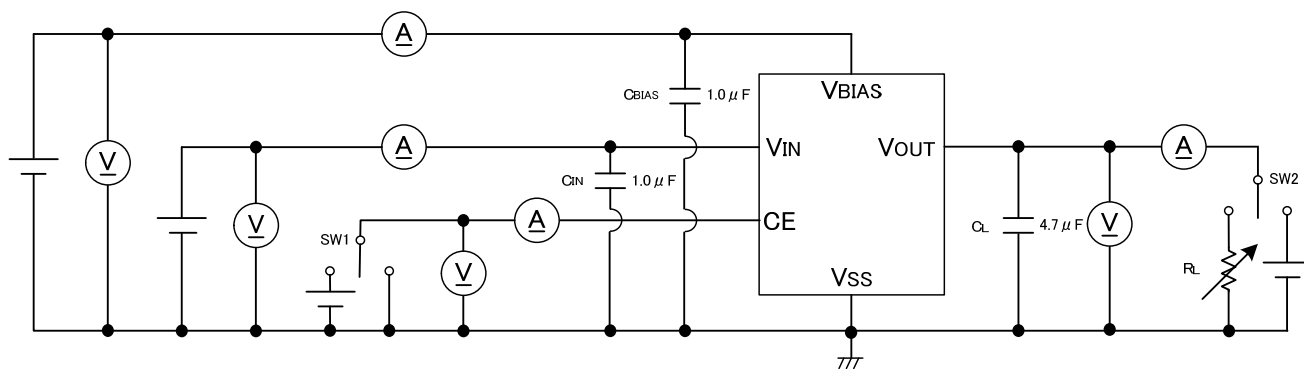 A
CBIAS 1.0μF
VBIAS
V
A
VIN
VOUT
A
CIN 1.0μF
SW2
V
SW1
A
CE
CL 4.7μF
V
V
RL
VSS